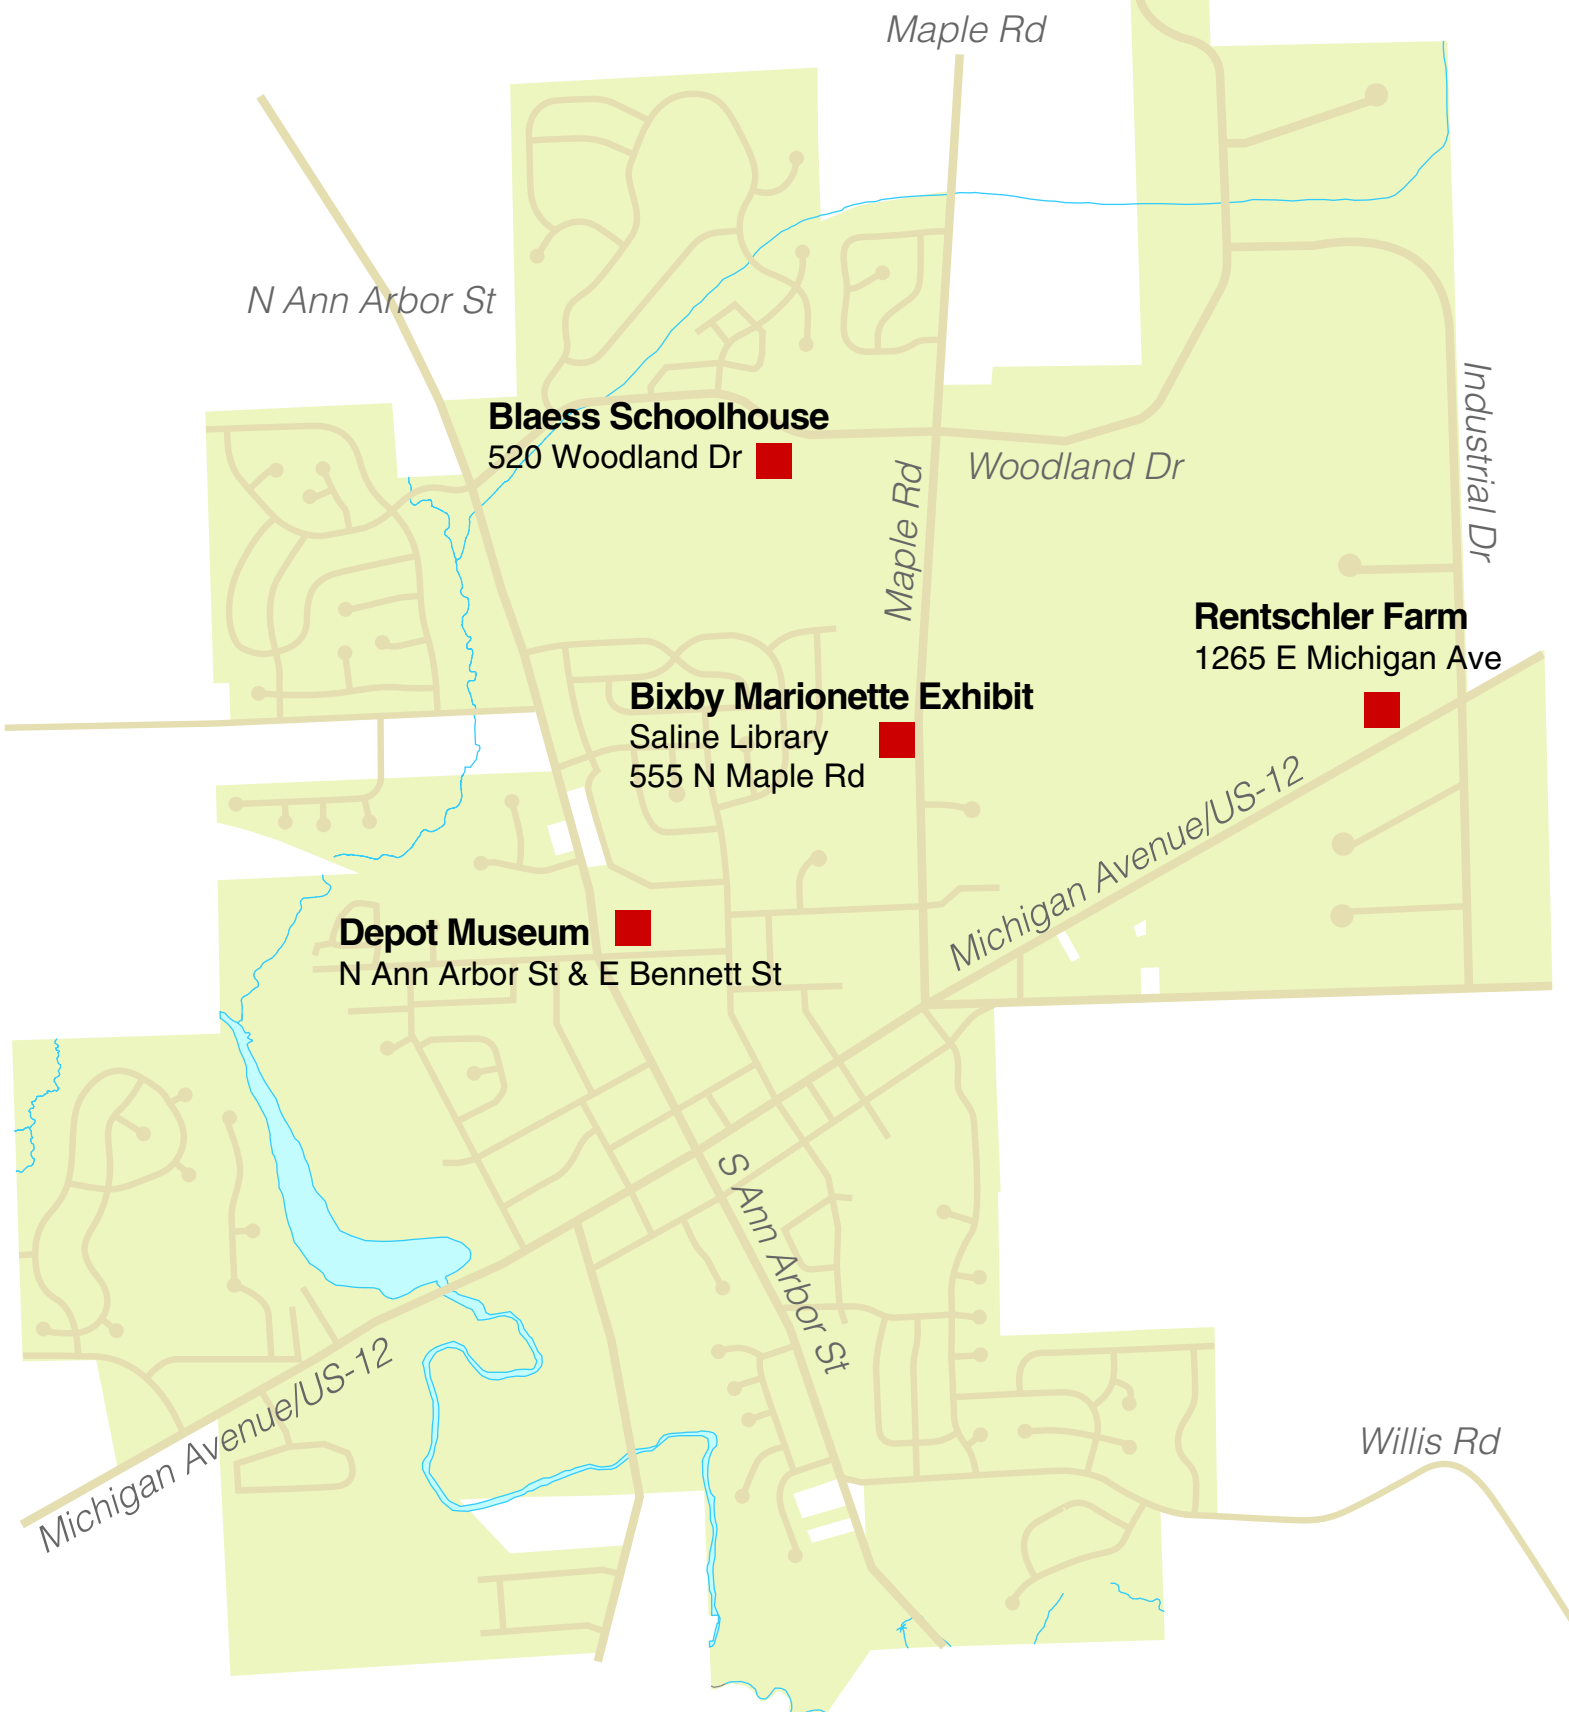 Maple Rd
N Ann Arbor St
Industrial Dr
Blaess Schoolhouse
520 Woodland Dr
Woodland Dr
Maple Rd
Rentschler Farm
1265 E Michigan Ave
Bixby Marionette Exhibit
Saline Library
555 N Maple Rd
Michigan Avenue/US-12
Depot Museum
N Ann Arbor St & E Bennett St
S Ann Arbor St
Michigan Avenue/US-12
Willis Rd